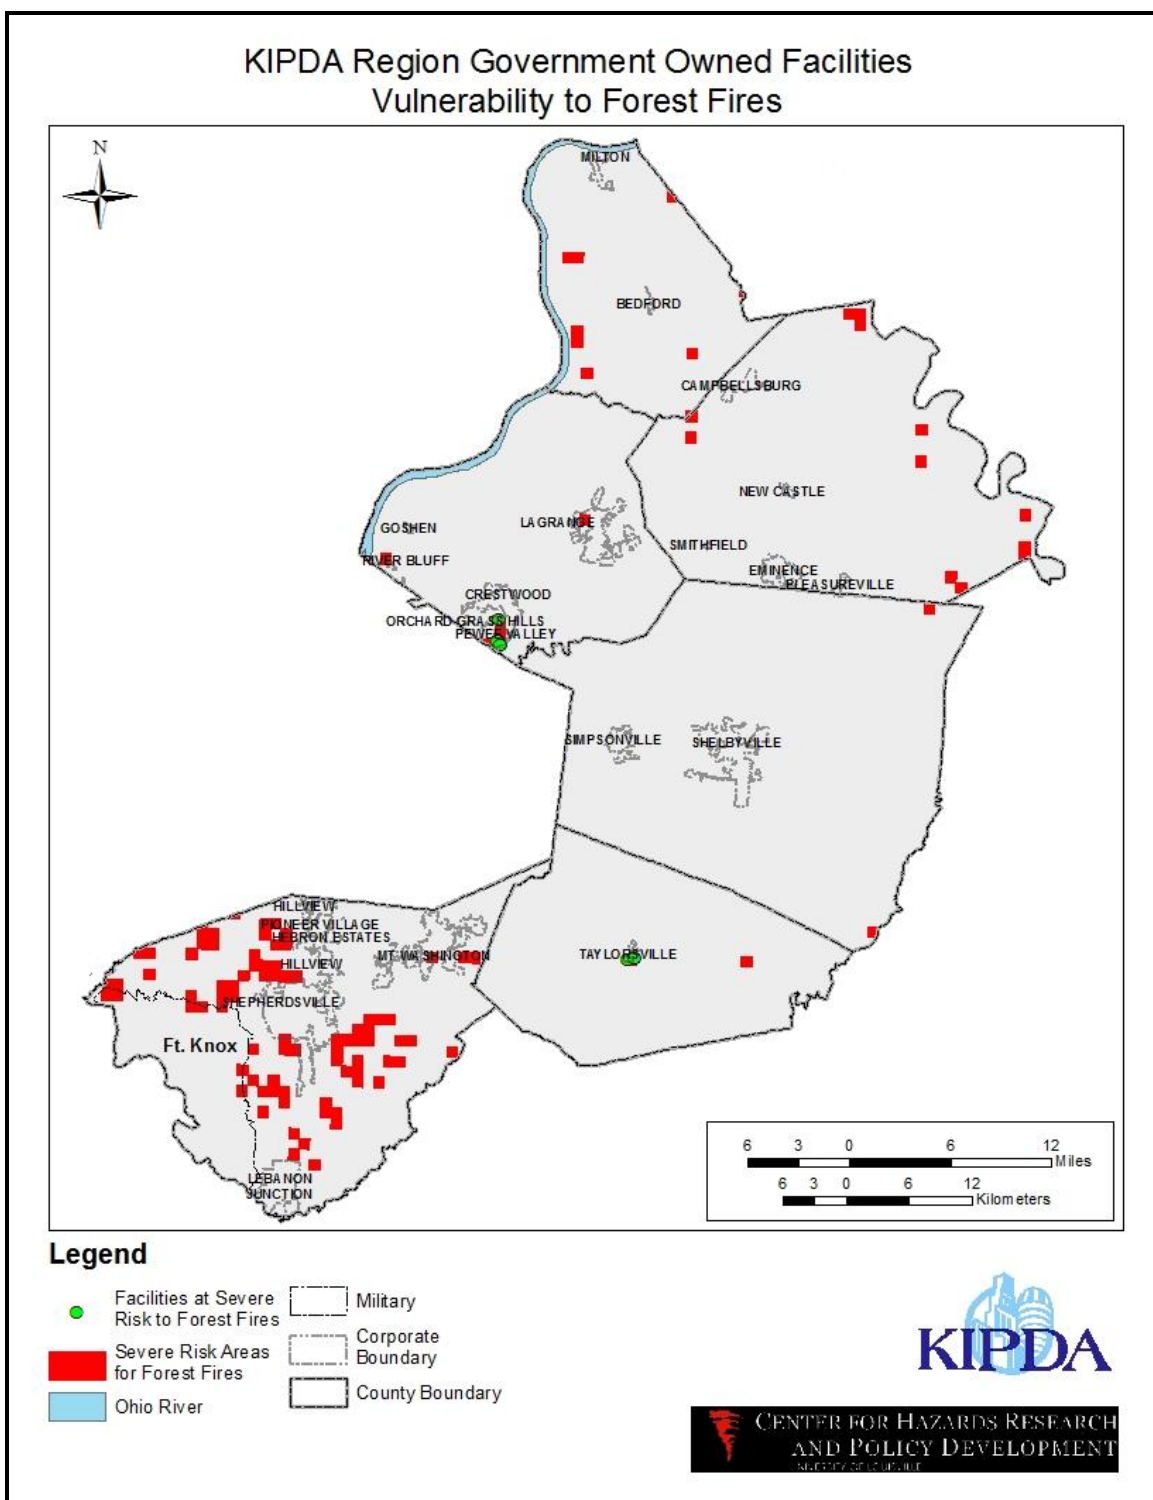 KIPDA Region Government Owned Facilities
Vulnerability to Forest Fires
N
MILTON
BEDFORD
CAMPBELLSBURG
NEW CASTLE
LAGRANGE
GOSHEN
SMITHFIELD
RIVER BLUFF
EMINENCE
PLEASUREVILLE
CRESTWOOD
ORCHARD GRASS HILLS
PEWEE VALLEY
SIMPSONVILLE
SHELBYVILLE
HILLVIEW
PIONEER VILLAGE
HEBRON ESTATES
MT WASHINGTON
TAYLORSVILLE
HILLVIEW
SHEPHERDSVILLE
Ft. Knox
LEBANON
JUNCTION
6 3 0 6 12
Miles
6 3 0 6 12
Kilometers
Legend
Facilities at Severe
Risk to Forest Fires
Severe Risk Areas
for Forest Fires
Ohio River
Military
Corporate
Boundary
County Boundary
KIPDA
CENTER FOR HAZARDS RESEARCH
AND POLICY DEVELOPMENT
UNIVERSITY OF LOUISVILLE